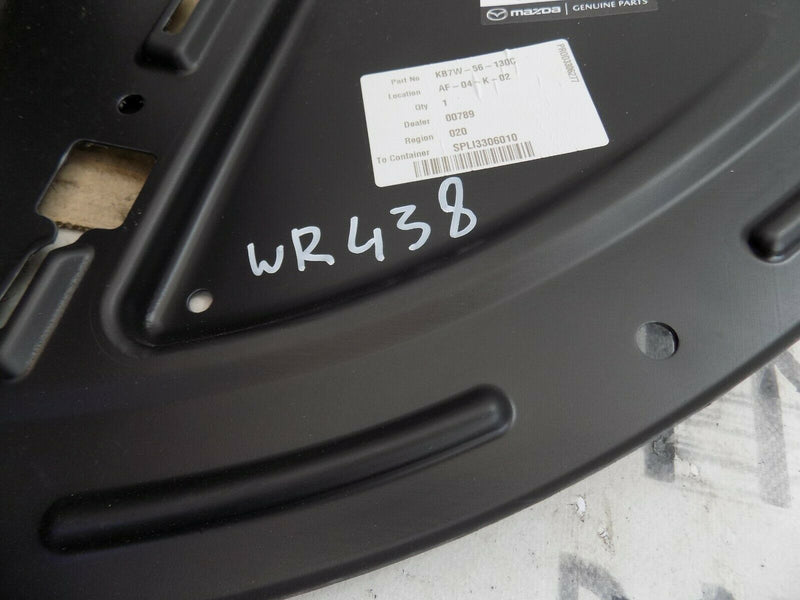 mazda GENUINE PARTS
Part No KB7W-56-130C
Location AF-04-K-02
Qty 1
Dealer 00789
Region 020
To Container SPLI3306010
WR438